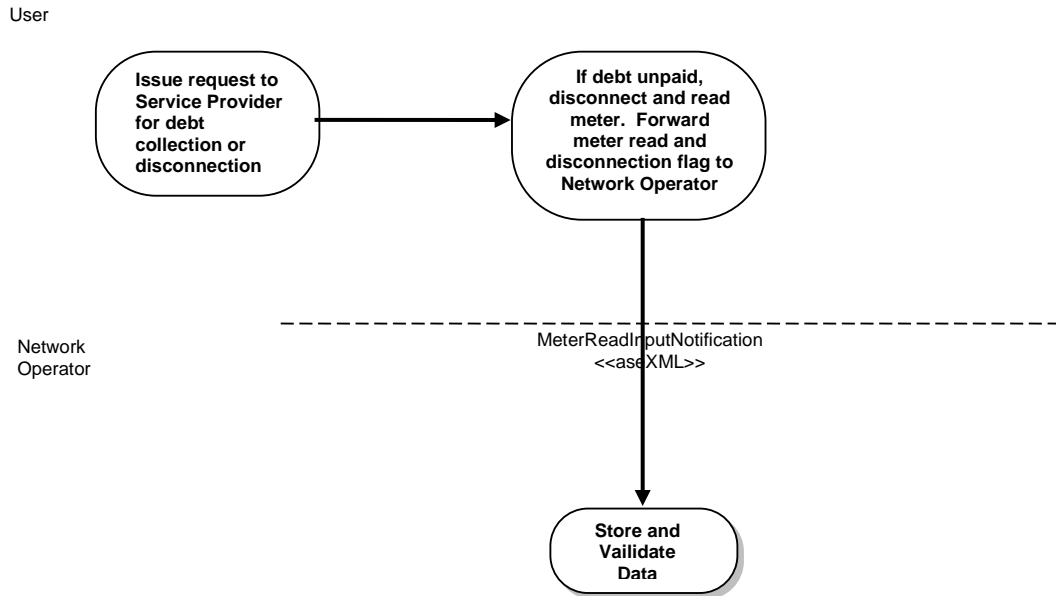 User
Issue request to
Service Provider
for debt
collection or
disconnection
If debt unpaid,
disconnect and read
meter. Forward
meter read and
disconnection flag to
Network Operator
Network
Operator
MeterReadInputNotification
<<aseXML>>
Store and
Vailidate
Data